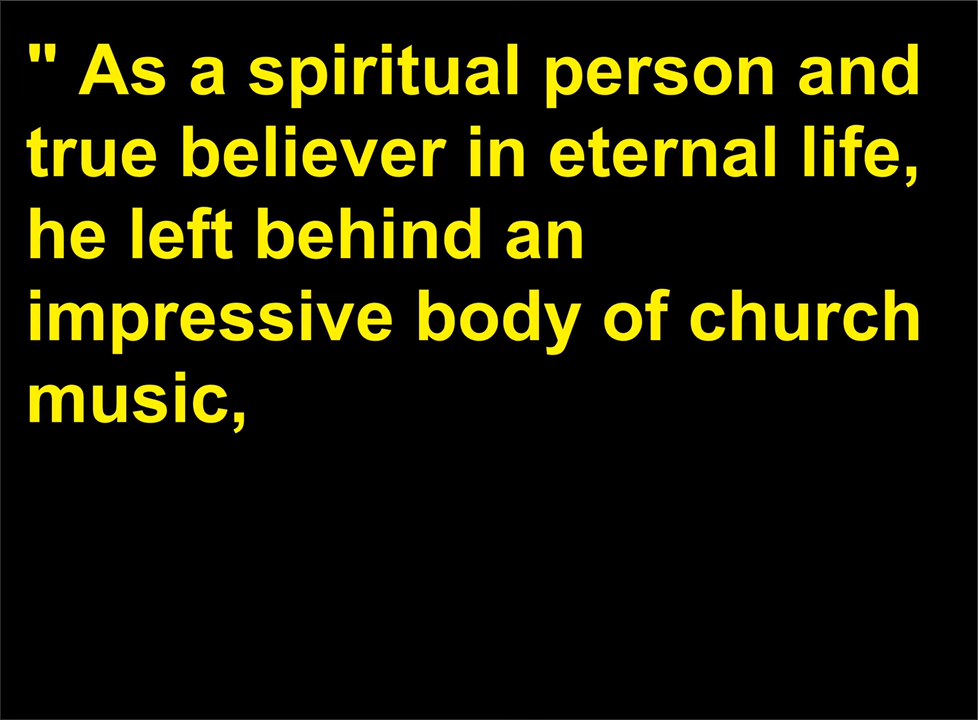 " As a spiritual person and
true believer in eternal life,
he left behind an
impressive body of church
music,